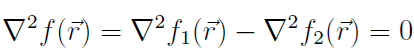 ∇²f(r⃗) = ∇²f₁(r⃗) − ∇²f₂(r⃗) = 0